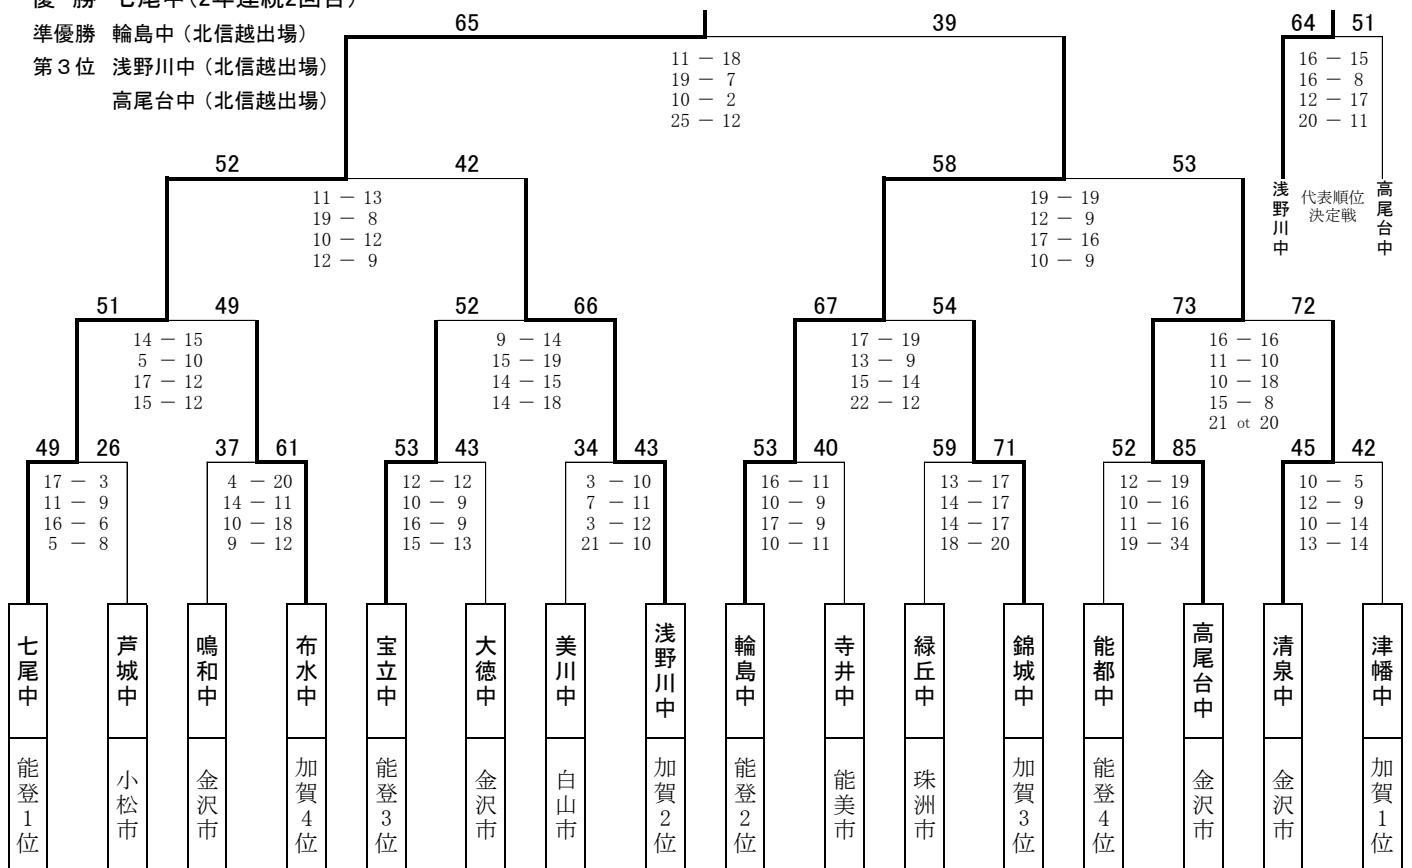 優 勝 七尾中(2年連続2回目)
準優勝 輪島中(北信越出場)
第3位 浅野川中(北信越出場)
高尾台中(北信越出場)
65 39
11 － 18
19 － 7
10 － 2
25 － 12
64 51
16 － 15
16 － 8
12 － 17
20 － 11
浅野川中
代表順位
決定戦
高尾台中
52 42
11 － 13
19 － 8
10 － 12
12 － 9
58 53
19 － 19
12 － 9
17 － 16
10 － 9
51 49
14 － 15
5 － 10
17 － 12
15 － 12
52 66
9 － 14
15 － 19
14 － 15
14 － 18
67 54
17 － 19
13 － 9
15 － 14
22 － 12
73 72
16 － 16
11 － 10
10 － 18
15 － 8
21 ot 20
49 26
17 － 3
11 － 9
16 － 6
5 － 8
37 61
4 － 20
14 － 11
10 － 18
9 － 12
53 43
12 － 12
10 － 9
16 － 9
15 － 13
34 43
3 － 10
7 － 11
3 － 12
21 － 10
53 40
16 － 11
10 － 9
17 － 9
10 － 11
59 71
13 － 17
14 － 17
14 － 17
18 － 20
52 85
12 － 19
10 － 16
11 － 16
19 － 34
45 42
10 － 5
12 － 9
10 － 14
13 － 14
七尾中
能登1位
芦城中
小松市
鳴和中
金沢市
布水中
加賀4位
宝立中
能登3位
大徳中
金沢市
美川中
白山市
浅野川中
加賀2位
輪島中
能登2位
寺井中
能美市
緑丘中
珠洲市
錦城中
加賀3位
能都中
能登4位
高尾台中
金沢市
清泉中
金沢市
津幡中
加賀1位